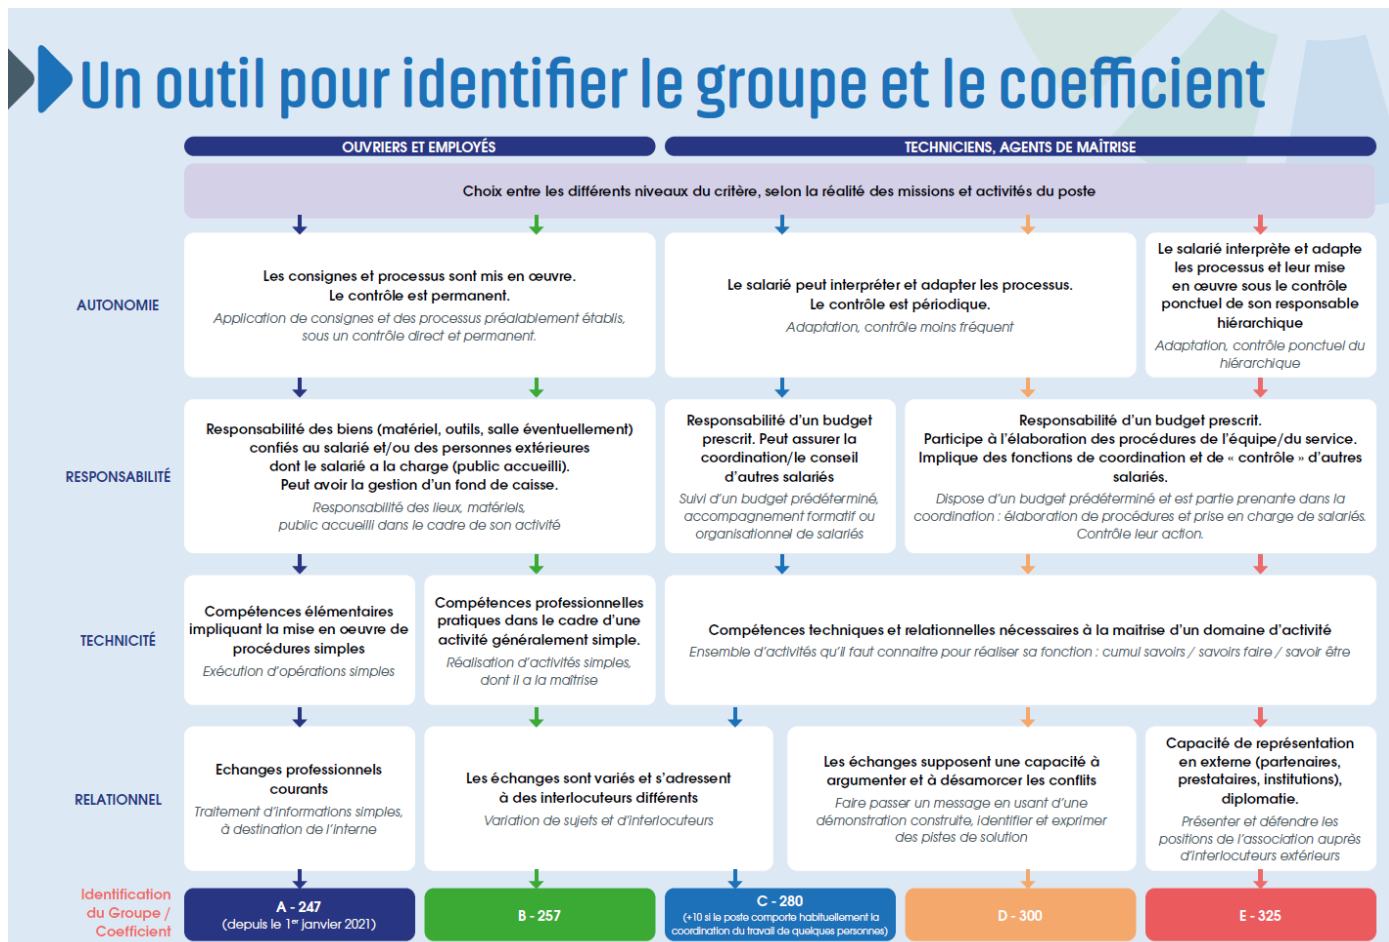 Un outil pour identifier le groupe et le coefficient
OUVRIERS ET EMPLOYÉS
TECHNICIENS, AGENTS DE MAÎTRISE
Choix entre les différents niveaux du critère, selon la réalité des missions et activités du poste
AUTONOMIE
Les consignes et processus sont mis en œuvre.
Le contrôle est permanent.
Application de consignes et des processus préalablement établis,
sous un contrôle direct et permanent.
Le salarié peut interpréter et adapter les processus.
Le contrôle est périodique.
Adaptation, contrôle moins fréquent
Le salarié interprète et adapte
les processus et leur mise
en œuvre sous le contrôle
ponctuel de son responsable
hiérarchique
Adaptation, contrôle ponctuel du
hiérarchique
RESPONSABILITÉ
Responsabilité des biens (matériel, outils, salle éventuellement)
confiés au salarié et/ou des personnes extérieures
dont le salarié a la charge (public accueilli).
Peut avoir la gestion d'un fond de caisse.
Responsabilité des lieux, matériels,
public accueilli dans le cadre de son activité
Responsabilité d'un budget
prescrit. Peut assurer la
coordination/le conseil
d'autres salariés
Suivi d'un budget prédéterminé,
accompagnement formatif ou
organisationnel de salariés
Responsabilité d'un budget prescrit.
Participe à l'élaboration des procédures de l'équipe/du service.
Implique des fonctions de coordination et de « contrôle » d'autres
salariés.
Dispose d'un budget prédéterminé et est partie prenante dans la
coordination : élaboration de procédures et prise en charge de salariés.
Contrôle leur action.
TECHNICITÉ
Compétences élémentaires
impliquant la mise en oeuvre de
procédures simples
Exécution d'opérations simples
Compétences professionnelles
pratiques dans le cadre d'une
activité généralement simple.
Réalisation d'activités simples,
dont il a la maîtrise
Compétences techniques et relationnelles nécessaires à la maîtrise d'un domaine d'activité
Ensemble d'activités qu'il faut connaitre pour réaliser sa fonction : cumul savoirs / savoirs faire / savoir être
RELATIONNEL
Echanges professionnels
courants
Traitement d'informations simples,
à destination de l'interne
Les échanges sont variés et s'adressent
à des interlocuteurs différents
Variation de sujets et d'interlocuteurs
Les échanges supposent une capacité à
argumenter et à désamorcer les conflits
Faire passer un message en usant d'une
démonstration construite, identifier et exprimer
des pistes de solution
Capacité de représentation
en externe (partenaires,
prestataires, institutions),
diplomatie.
Présenter et défendre les
positions de l'association auprès
d'interlocuteurs extérieurs
Identification
du Groupe /
Coefficient
A - 247
(depuis le 1er janvier 2021)
B - 257
C - 280
(+10 si le poste comporte habituellement la
coordination du travail de quelques personnes)
D - 300
E - 325